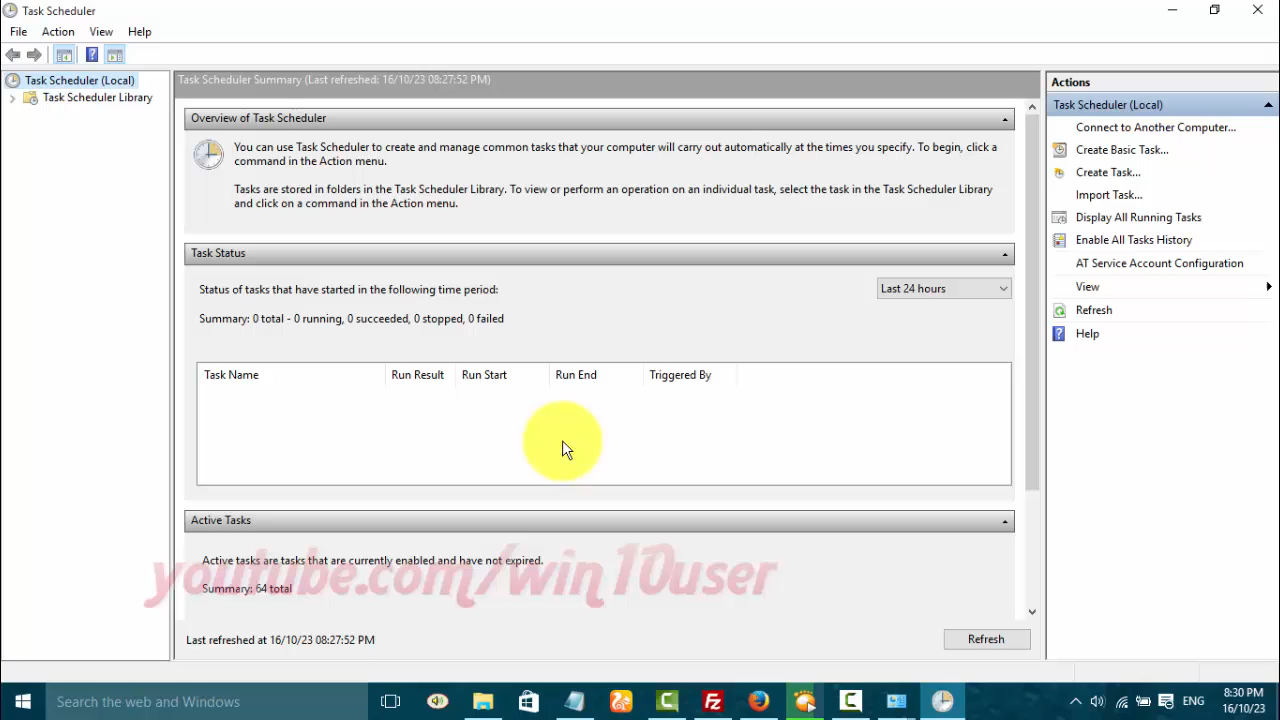 Task Scheduler
File Action View Help
Task Scheduler (Local)
Task Scheduler Library
Task Scheduler Summary (Last refreshed: 16/10/23 08:27:52 PM)
Overview of Task Scheduler
You can use Task Scheduler to create and manage common tasks that your computer will carry out automatically at the times you specify. To begin, click a
command in the Action menu.
Tasks are stored in folders in the Task Scheduler Library. To view or perform an operation on an individual task, select the task in the Task Scheduler Library
and click on a command in the Action menu.
Task Status
Status of tasks that have started in the following time period:
Last 24 hours
Summary: 0 total - 0 running, 0 succeeded, 0 stopped, 0 failed
Task Name Run Result Run Start Run End Triggered By
Active Tasks
Active tasks are tasks that are currently enabled and have not expired.
youtube.com/win10user
Summary: 64 total
Last refreshed at 16/10/23 08:27:52 PM
Refresh
Actions
Task Scheduler (Local)
Connect to Another Computer...
Create Basic Task...
Create Task...
Import Task...
Display All Running Tasks
Enable All Tasks History
AT Service Account Configuration
View
Refresh
Help
Search the web and Windows
ENG
8:30 PM
16/10/23